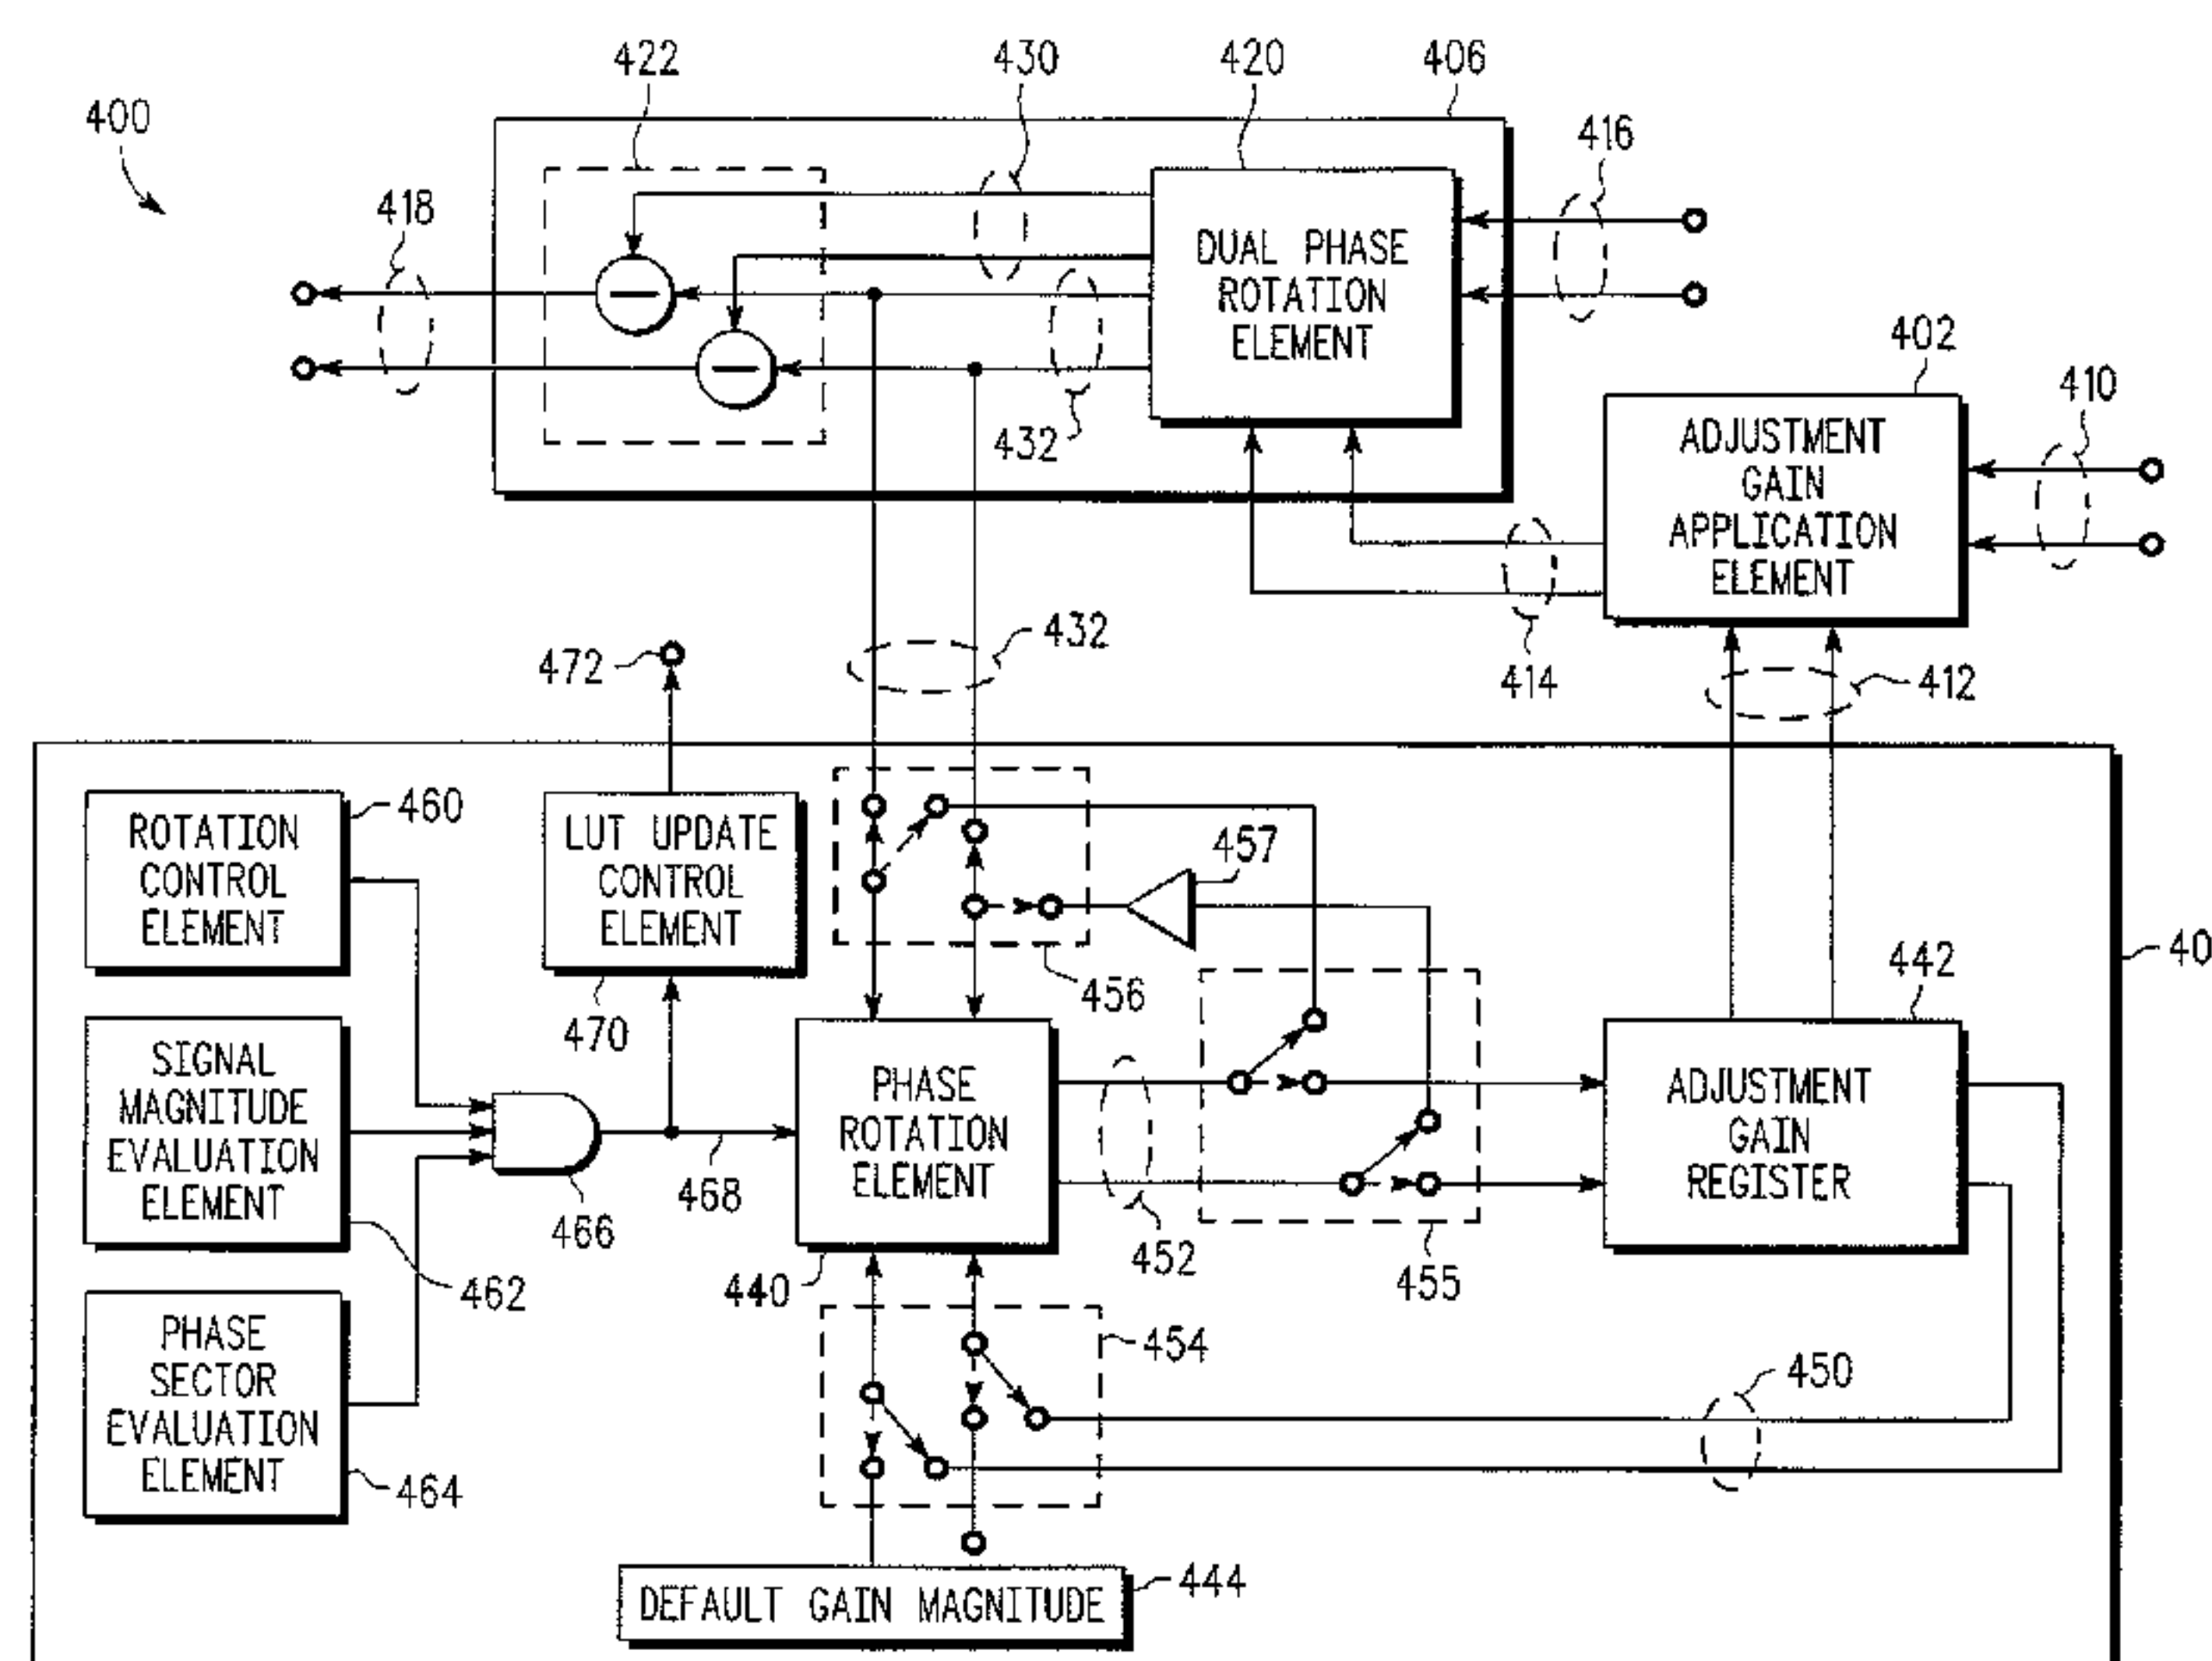 422
430
420
406
400
416
418
DUAL PHASE
ROTATION
ELEMENT
402
410
432
ADJUSTMENT
GAIN
APPLICATION
ELEMENT
432
472
414
412
460
ROTATION
CONTROL
ELEMENT
LUT UPDATE
CONTROL
ELEMENT
457
40
442
456
470
SIGNAL
MAGNITUDE
EVALUATION
ELEMENT
PHASE
ROTATION
ELEMENT
ADJUSTMENT
GAIN
REGISTER
468
466
452
462
440
455
PHASE
SECTOR
EVALUATION
ELEMENT
454
450
464
444
DEFAULT GAIN MAGNITUDE